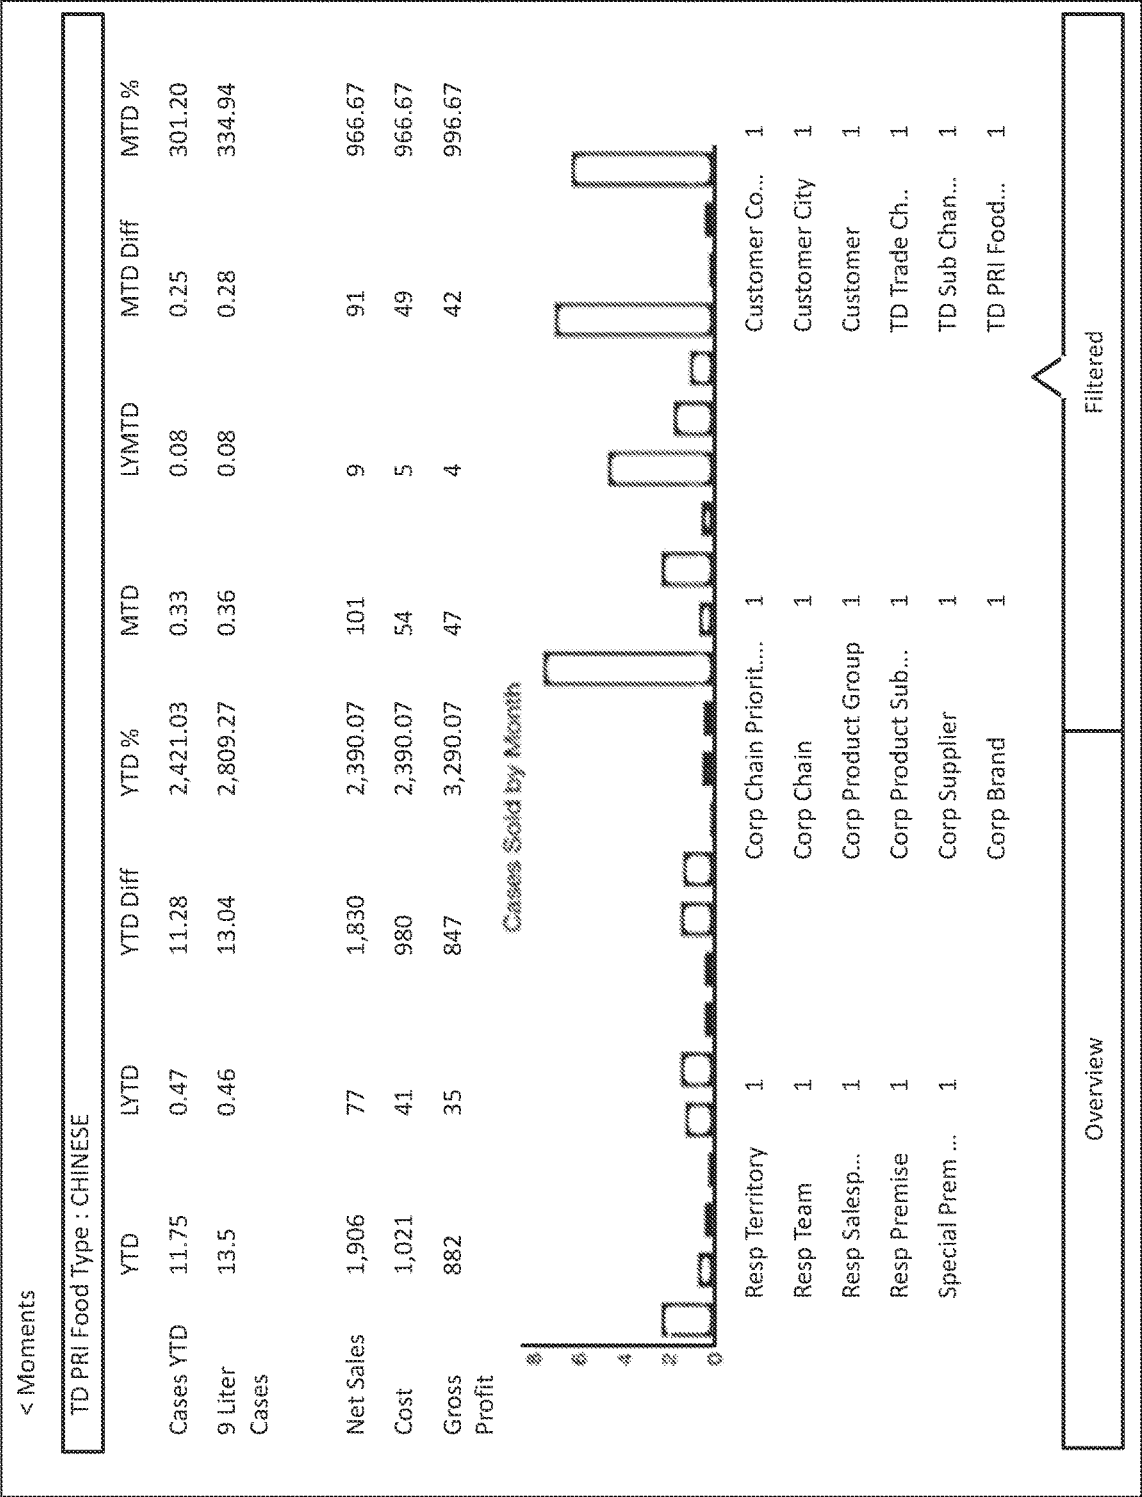 < Moments
TD PRI Food Type : CHINESE
YTD LYTD YTD Diff YTD % MTD LYMTD MTD Diff MTD %
Cases YTD 11.75 0.47 11.28 2,421.03 0.33 0.08 0.25 301.20
9 Liter Cases 13.5 0.46 13.04 2,809.27 0.36 0.08 0.28 334.94
Net Sales 1,906 77 1,830 2,390.07 101 9 91 966.67
Cost 1,021 41 980 2,390.07 54 5 49 966.67
Gross Profit 882 35 847 3,290.07 47 4 42 996.67
Cases Sold by Month
8
6
4
2
0
Resp Territory 1 Corp Chain Priorit.... 1 Customer Co... 1
Resp Team 1 Corp Chain 1 Customer City 1
Resp Salesp... 1 Corp Product Group 1 Customer 1
Resp Premise 1 Corp Product Sub... 1 TD Trade Ch.. 1
Special Prem ... 1 Corp Supplier 1 TD Sub Chan... 1
Corp Brand 1 TD PRI Food... 1
Overview Filtered